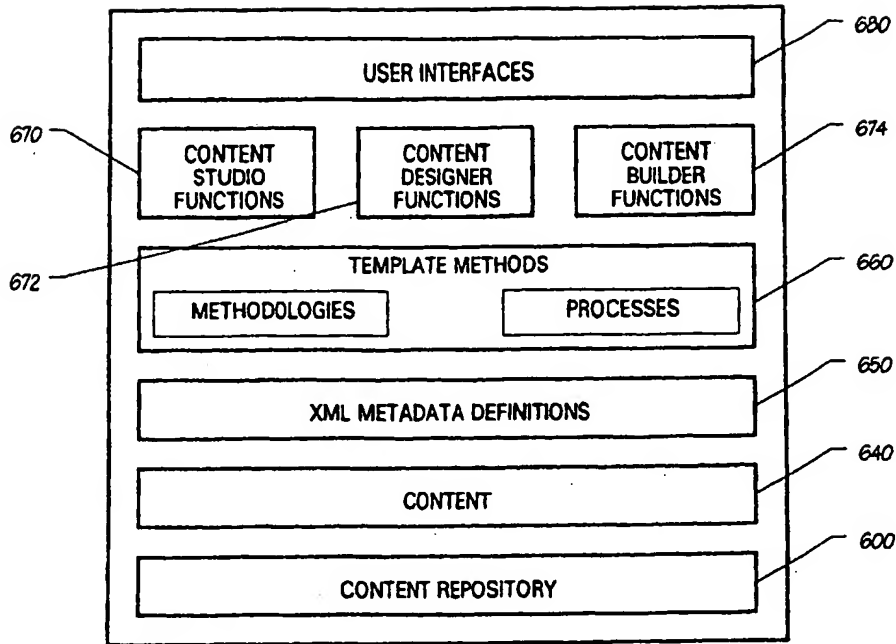 680
USER INTERFACES
670
674
CONTENT
STUDIO
FUNCTIONS
CONTENT
DESIGNER
FUNCTIONS
CONTENT
BUILDER
FUNCTIONS
672
TEMPLATE METHODS
660
METHODOLOGIES
PROCESSES
650
XML METADATA DEFINITIONS
640
CONTENT
600
CONTENT REPOSITORY